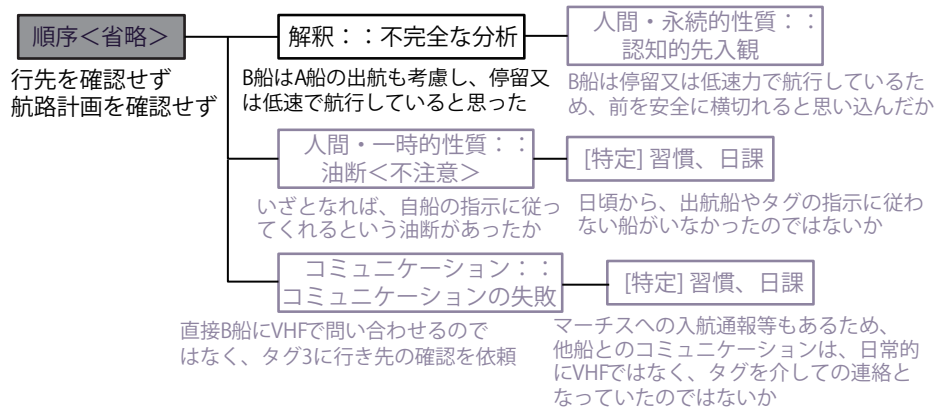 順序<省略>
行先を確認せず
航路計画を確認せず
解釈：：不完全な分析
B船はA船の出航も考慮し、停留又
は低速で航行していると思った
人間・永続的性質：：
認知的先入観
B船は停留又は低速力で航行しているた
め、前を安全に横切れると思い込んだか
人間・一時的性質：：
油断<不注意>
いざとなれば、自船の指示に従っ
てくれるという油断があったか
[特定] 習慣、日課
日頃から、出航船やタグの指示に従わ
ない船がいなかったのではないか
コミュニケーション：：
コミュニケーションの失敗
直接B船にVHFで問い合わせるので
はなく、タグ3に行き先の確認を依頼
[特定] 習慣、日課
マーチスへの入航通報等もあるため、
他船とのコミュニケーションは、日常的
にVHFではなく、タグを介しての連絡と
なっていたのではないか